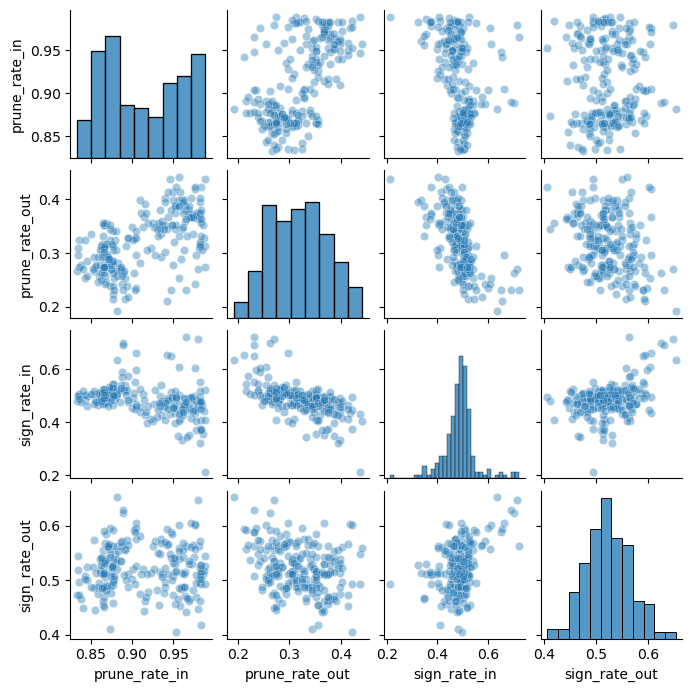 prune_rate_in
0.95
0.90
0.85
prune_rate_out
0.4
0.3
0.2
sign_rate_in
0.6
0.4
0.2
sign_rate_out
0.6
0.5
0.4
0.85 0.90 0.95
prune_rate_in
0.2 0.3 0.4
prune_rate_out
0.2 0.4 0.6
sign_rate_in
0.4 0.5 0.6
sign_rate_out